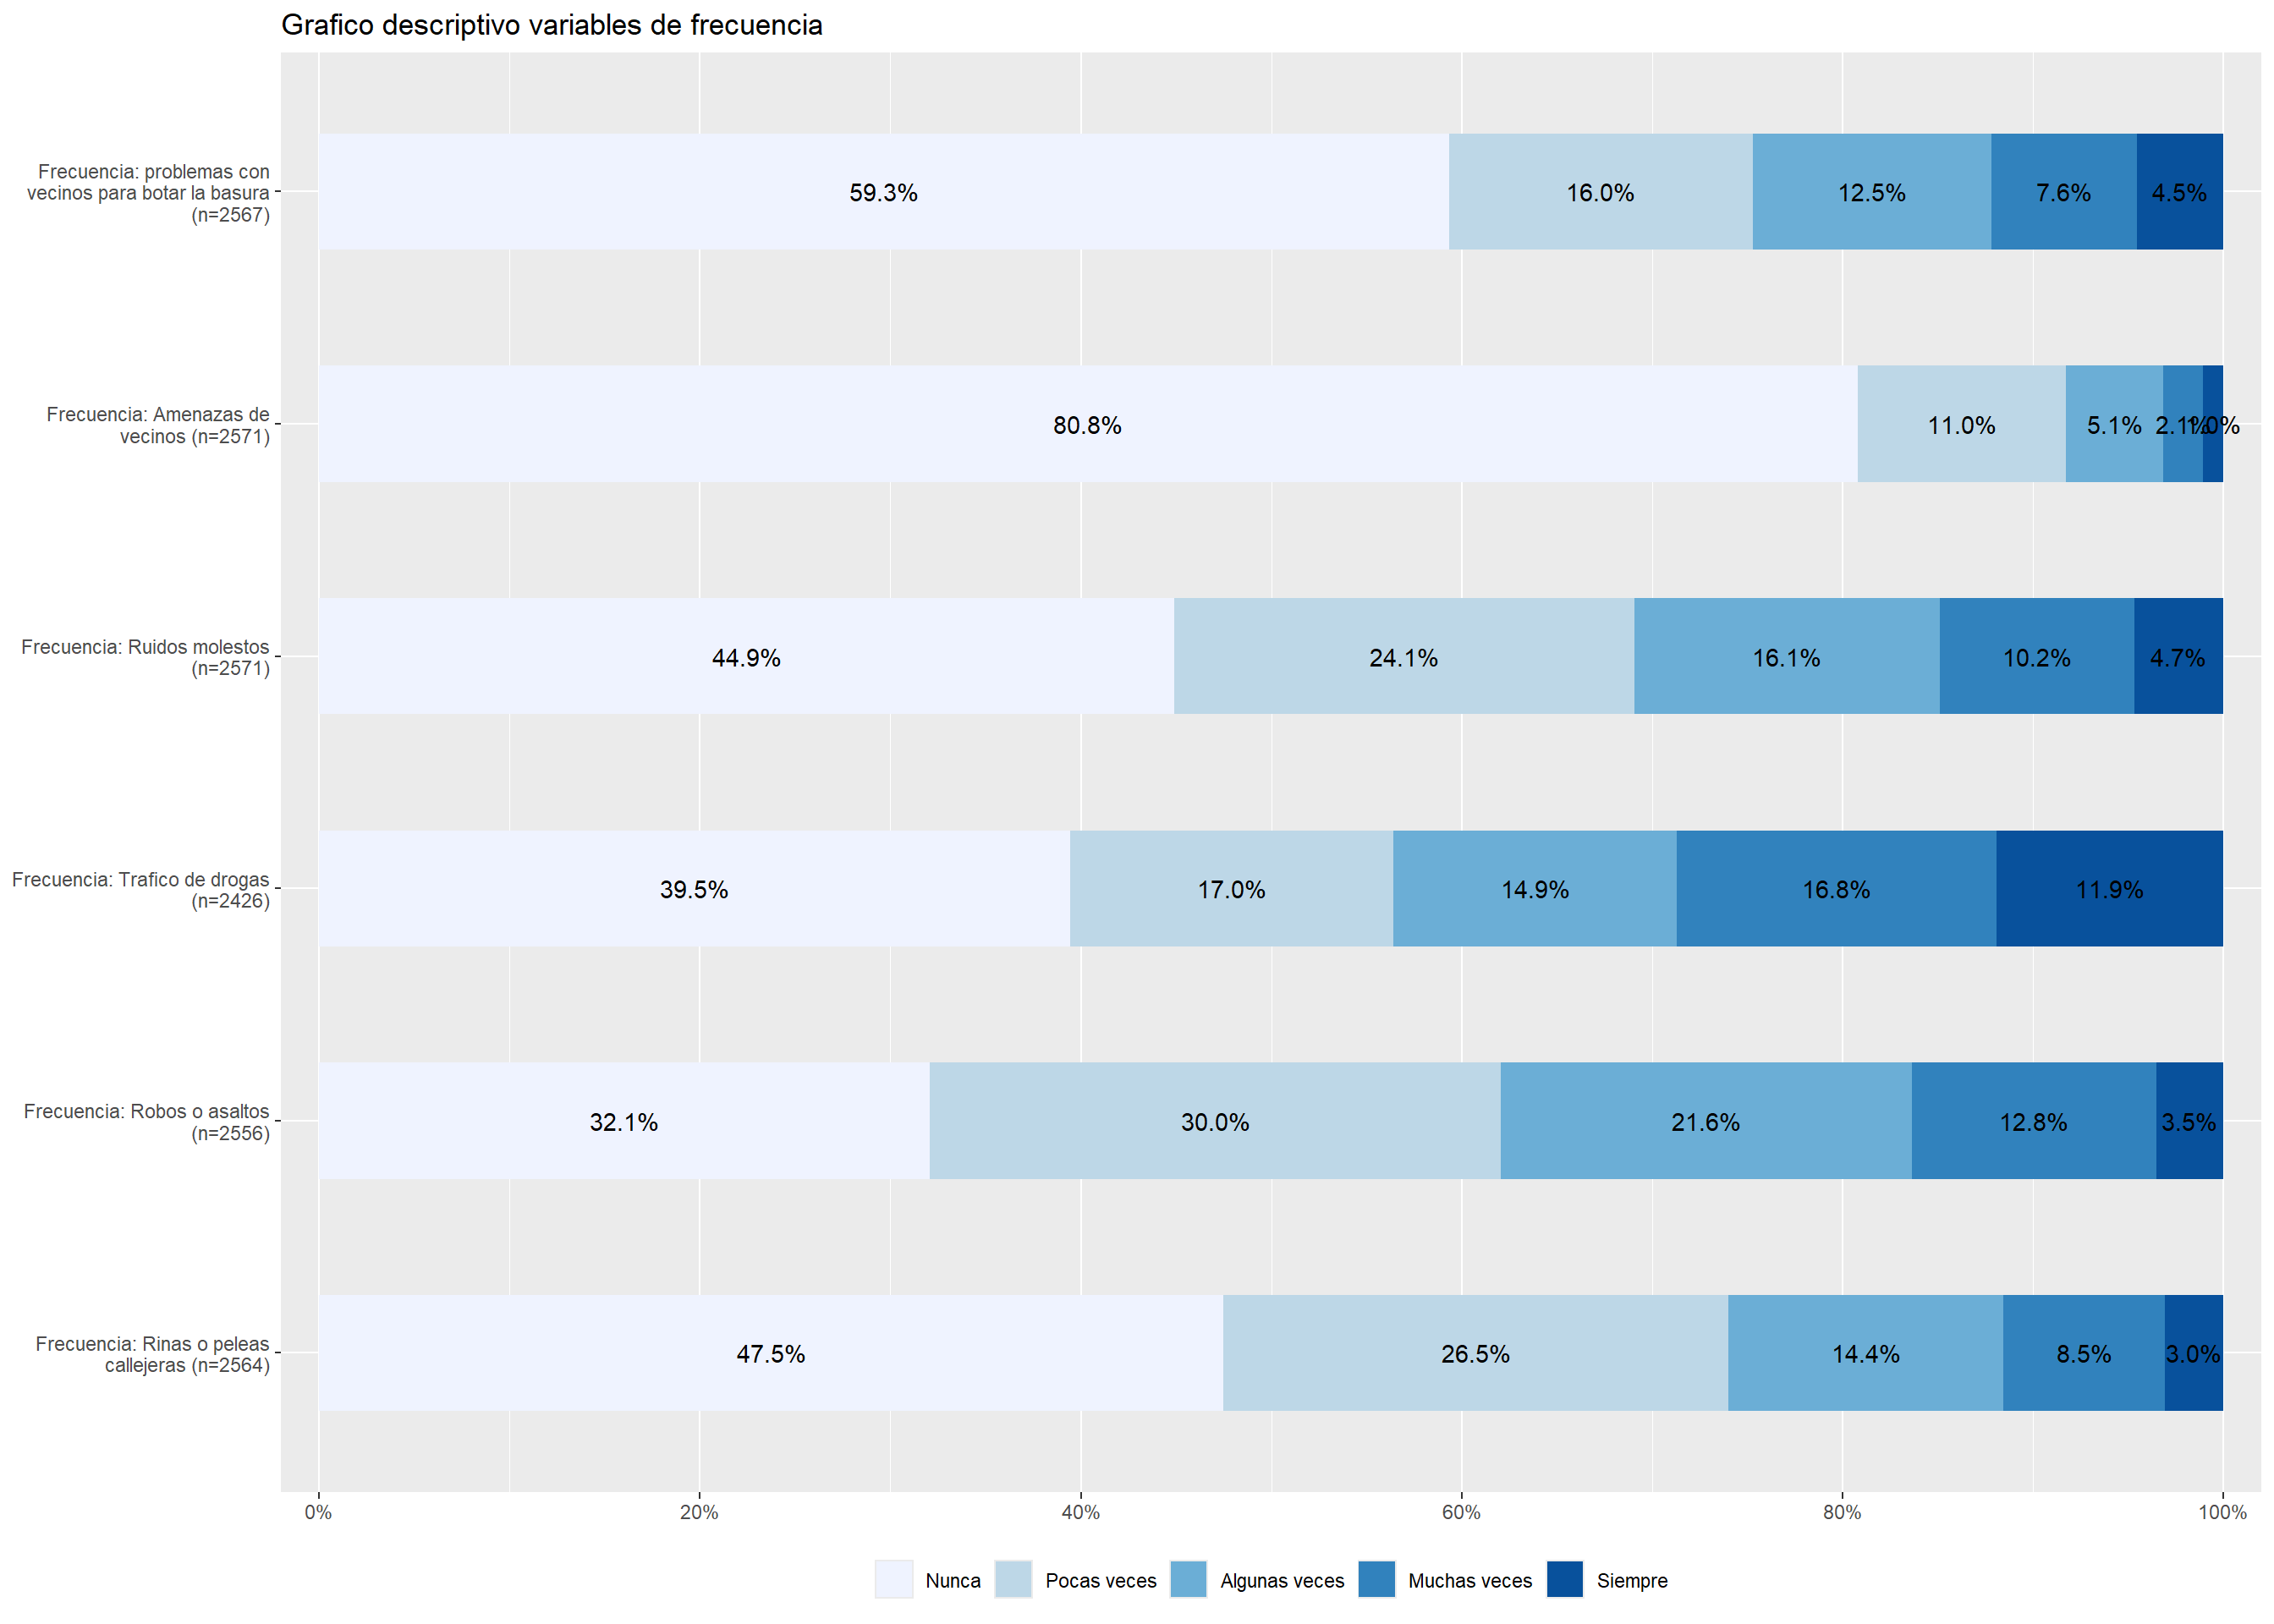 Grafico descriptivo variables de frecuencia
Frecuencia: problemas con
vecinos para botar la basura
(n=2567)
59.3% 16.0% 12.5% 7.6% 4.5%
Frecuencia: Amenazas de
vecinos (n=2571)
80.8% 11.0% 5.1% 2.1% 1.0%
Frecuencia: Ruidos molestos
(n=2571)
44.9% 24.1% 16.1% 10.2% 4.7%
Frecuencia: Trafico de drogas
(n=2426)
39.5% 17.0% 14.9% 16.8% 11.9%
Frecuencia: Robos o asaltos
(n=2556)
32.1% 30.0% 21.6% 12.8% 3.5%
Frecuencia: Rinas o peleas
callejeras (n=2564)
47.5% 26.5% 14.4% 8.5% 3.0%
0% 20% 40% 60% 80% 100%
Nunca Pocas veces Algunas veces Muchas veces Siempre